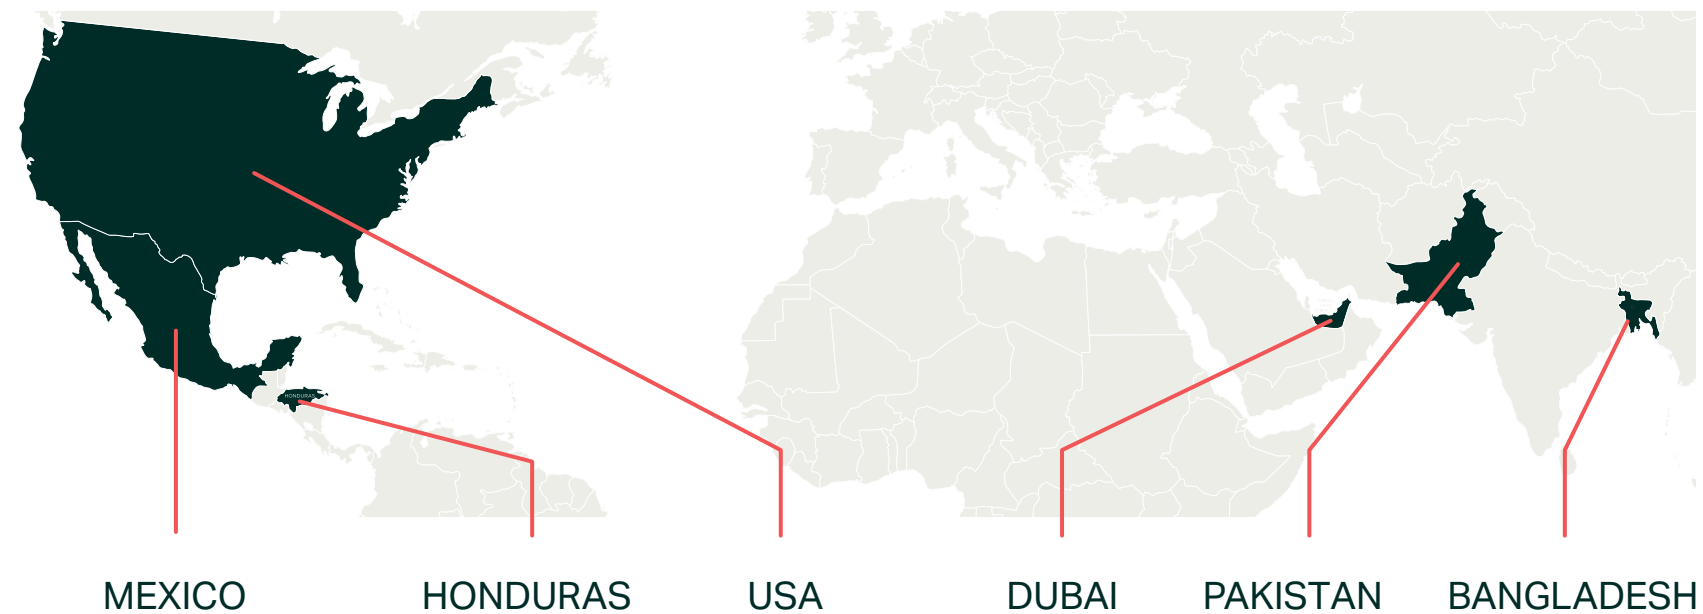 HONDURAS
MEXICO
HONDURAS
USA
DUBAI
PAKISTAN
BANGLADESH